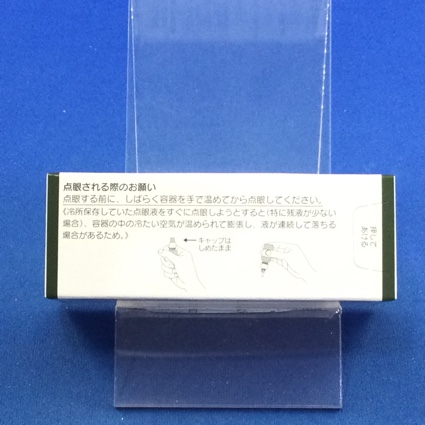 点眼される際のお願い
点眼する前に、しばらく容器を手で温めてから点眼してください。
《冷所保存していた点眼液をすぐに点眼しようとすると(特に残液が少ない
場合)、容器の中の冷たい空気が温められて膨張し、液が連続して落ちる
場合があるため。》
キャップは
しめたまま
押して
あける